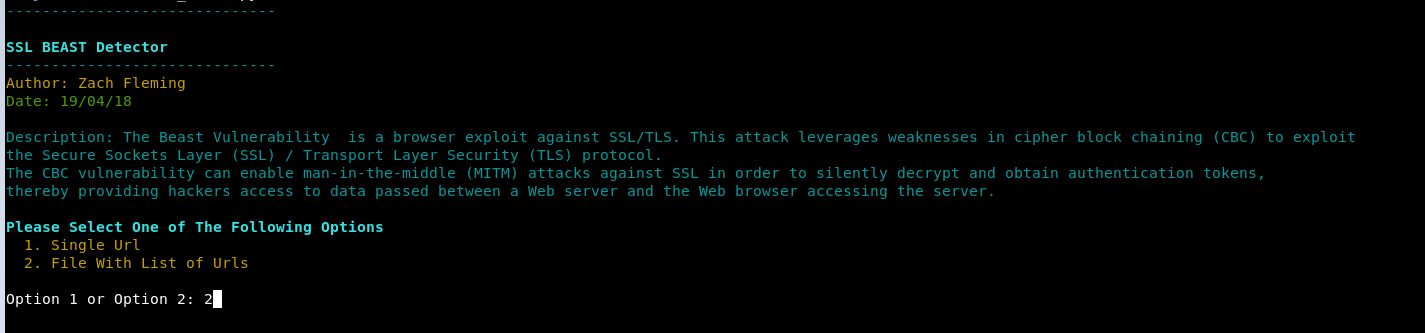 ------------------------------
SSL BEAST Detector
------------------------------
Author: Zach Fleming
Date: 19/04/18
Description: The Beast Vulnerability  is a browser exploit against SSL/TLS. This attack leverages weaknesses in cipher block chaining (CBC) to exploit
the Secure Sockets Layer (SSL) / Transport Layer Security (TLS) protocol.
The CBC vulnerability can enable man-in-the-middle (MITM) attacks against SSL in order to silently decrypt and obtain authentication tokens,
thereby providing hackers access to data passed between a Web server and the Web browser accessing the server.
Please Select One of The Following Options
1. Single Url
2. File With List of Urls
Option 1 or Option 2: 2